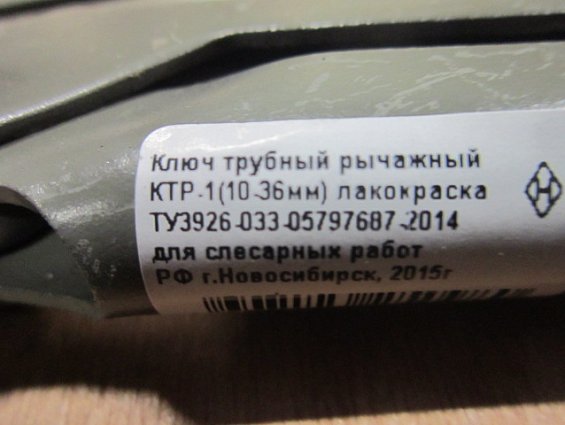 Ключ трубный рычажный
КТР-1(10-36мм) лакокраска
ТУ3926-033-05797687-2014
для слесарных работ
РФ г.Новосибирск, 2015г